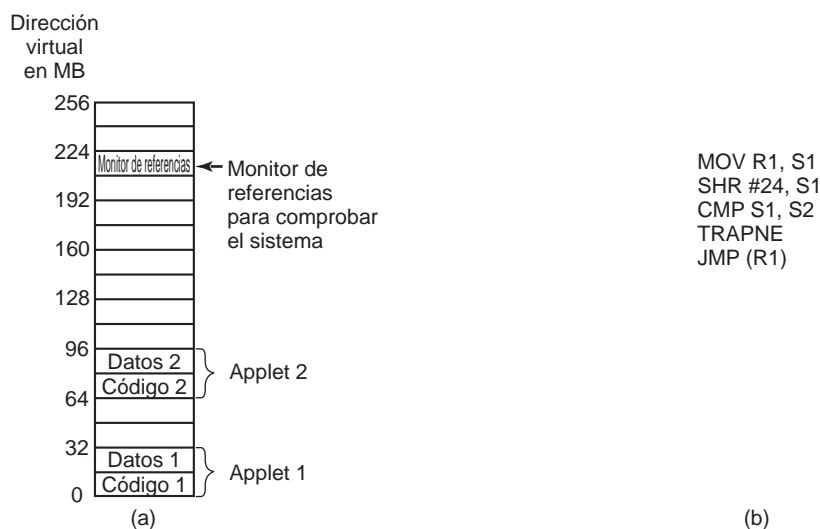 Dirección
virtual
en MB
256
224
Monitor de referencias
Monitor de
referencias
para comprobar
el sistema
192
160
128
96
Datos 2
Código 2
Applet 2
64
32
Datos 1
Código 1
Applet 1
0
(a)
MOV R1, S1
SHR #24, S1
CMP S1, S2
TRAPNE
JMP (R1)
(b)